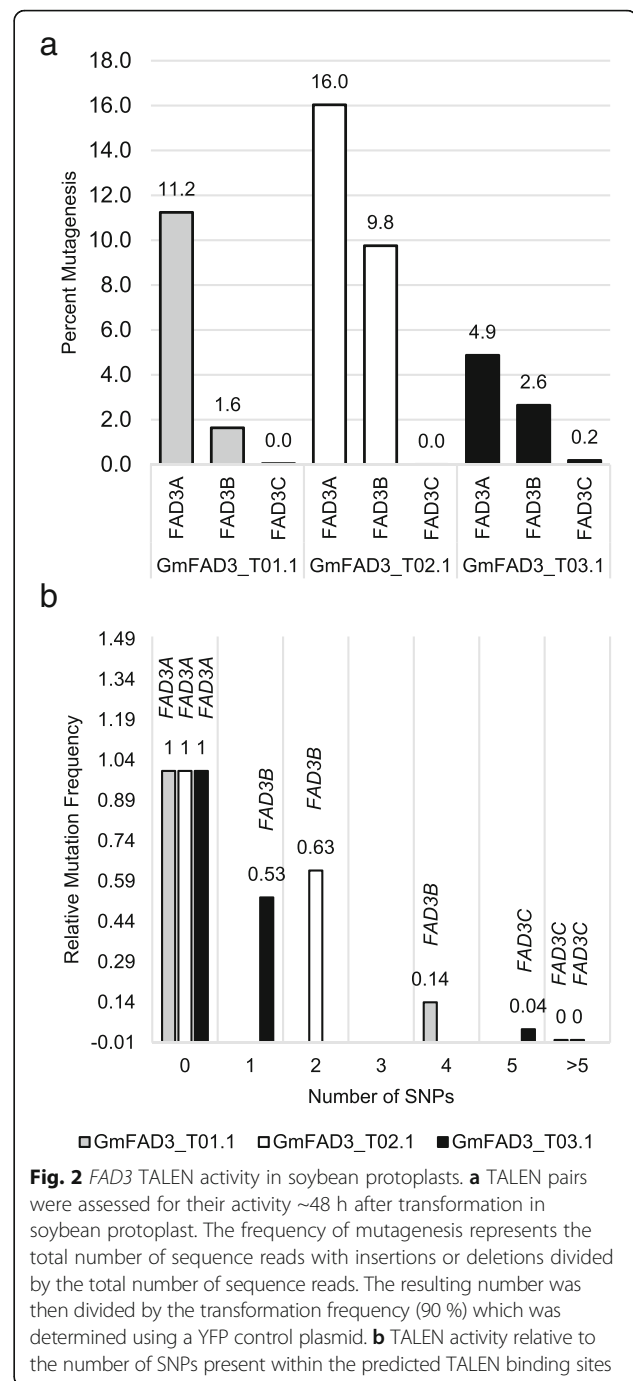 a
18.0
16.0
14.0
12.0
10.0
8.0
6.0
4.0
2.0
0.0
Percent Mutagenesis
11.2
1.6
0.0
16.0
9.8
0.0
4.9
2.6
0.2
FAD3A
FAD3B
FAD3C
FAD3A
FAD3B
FAD3C
FAD3A
FAD3B
FAD3C
GmFAD3_T01.1
GmFAD3_T02.1
GmFAD3_T03.1
b
1.49
1.34
1.19
1.04
0.89
0.74
0.59
0.44
0.29
0.14
-0.01
Relative Mutation Frequency
FAD3A
FAD3A
FAD3A
1 1 1
FAD3B
0.53
FAD3B
0.63
FAD3B
0.14
FAD3C
0.04
FAD3C
FAD3C
0 0
0 1 2 3 4 5 >5
Number of SNPs
GmFAD3_T01.1 GmFAD3_T02.1 GmFAD3_T03.1
Fig. 2 FAD3 TALEN activity in soybean protoplasts. a TALEN pairs
were assessed for their activity ~48 h after transformation in
soybean protoplast. The frequency of mutagenesis represents the
total number of sequence reads with insertions or deletions divided
by the total number of sequence reads. The resulting number was
then divided by the transformation frequency (90 %) which was
determined using a YFP control plasmid. b TALEN activity relative to
the number of SNPs present within the predicted TALEN binding sites